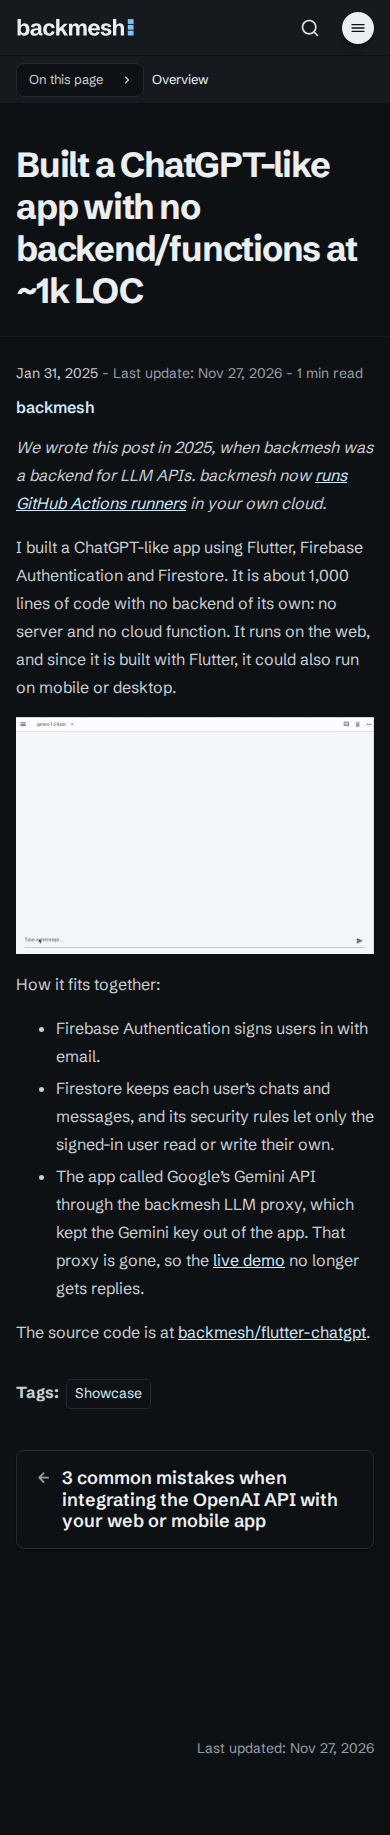 backmesh
On this page
Overview
Built a ChatGPT-like
app with no
backend/functions at
~1k LOC
Jan 31, 2025 - Last update: Nov 27, 2026 - 1 min read
backmesh
We wrote this post in 2025, when backmesh was
a backend for LLM APIs. backmesh now runs
GitHub Actions runners in your own cloud.
I built a ChatGPT-like app using Flutter, Firebase
Authentication and Firestore. It is about 1,000
lines of code with no backend of its own: no
server and no cloud function. It runs on the web,
and since it is built with Flutter, it could also run
on mobile or desktop.
gemini-1.5-flash
Type a message...
How it fits together:
• Firebase Authentication signs users in with
email.
• Firestore keeps each user’s chats and
messages, and its security rules let only the
signed-in user read or write their own.
• The app called Google’s Gemini API
through the backmesh LLM proxy, which
kept the Gemini key out of the app. That
proxy is gone, so the live demo no longer
gets replies.
The source code is at backmesh/flutter-chatgpt.
Tags: Showcase
3 common mistakes when
integrating the OpenAI API with
your web or mobile app
Last updated: Nov 27, 2026